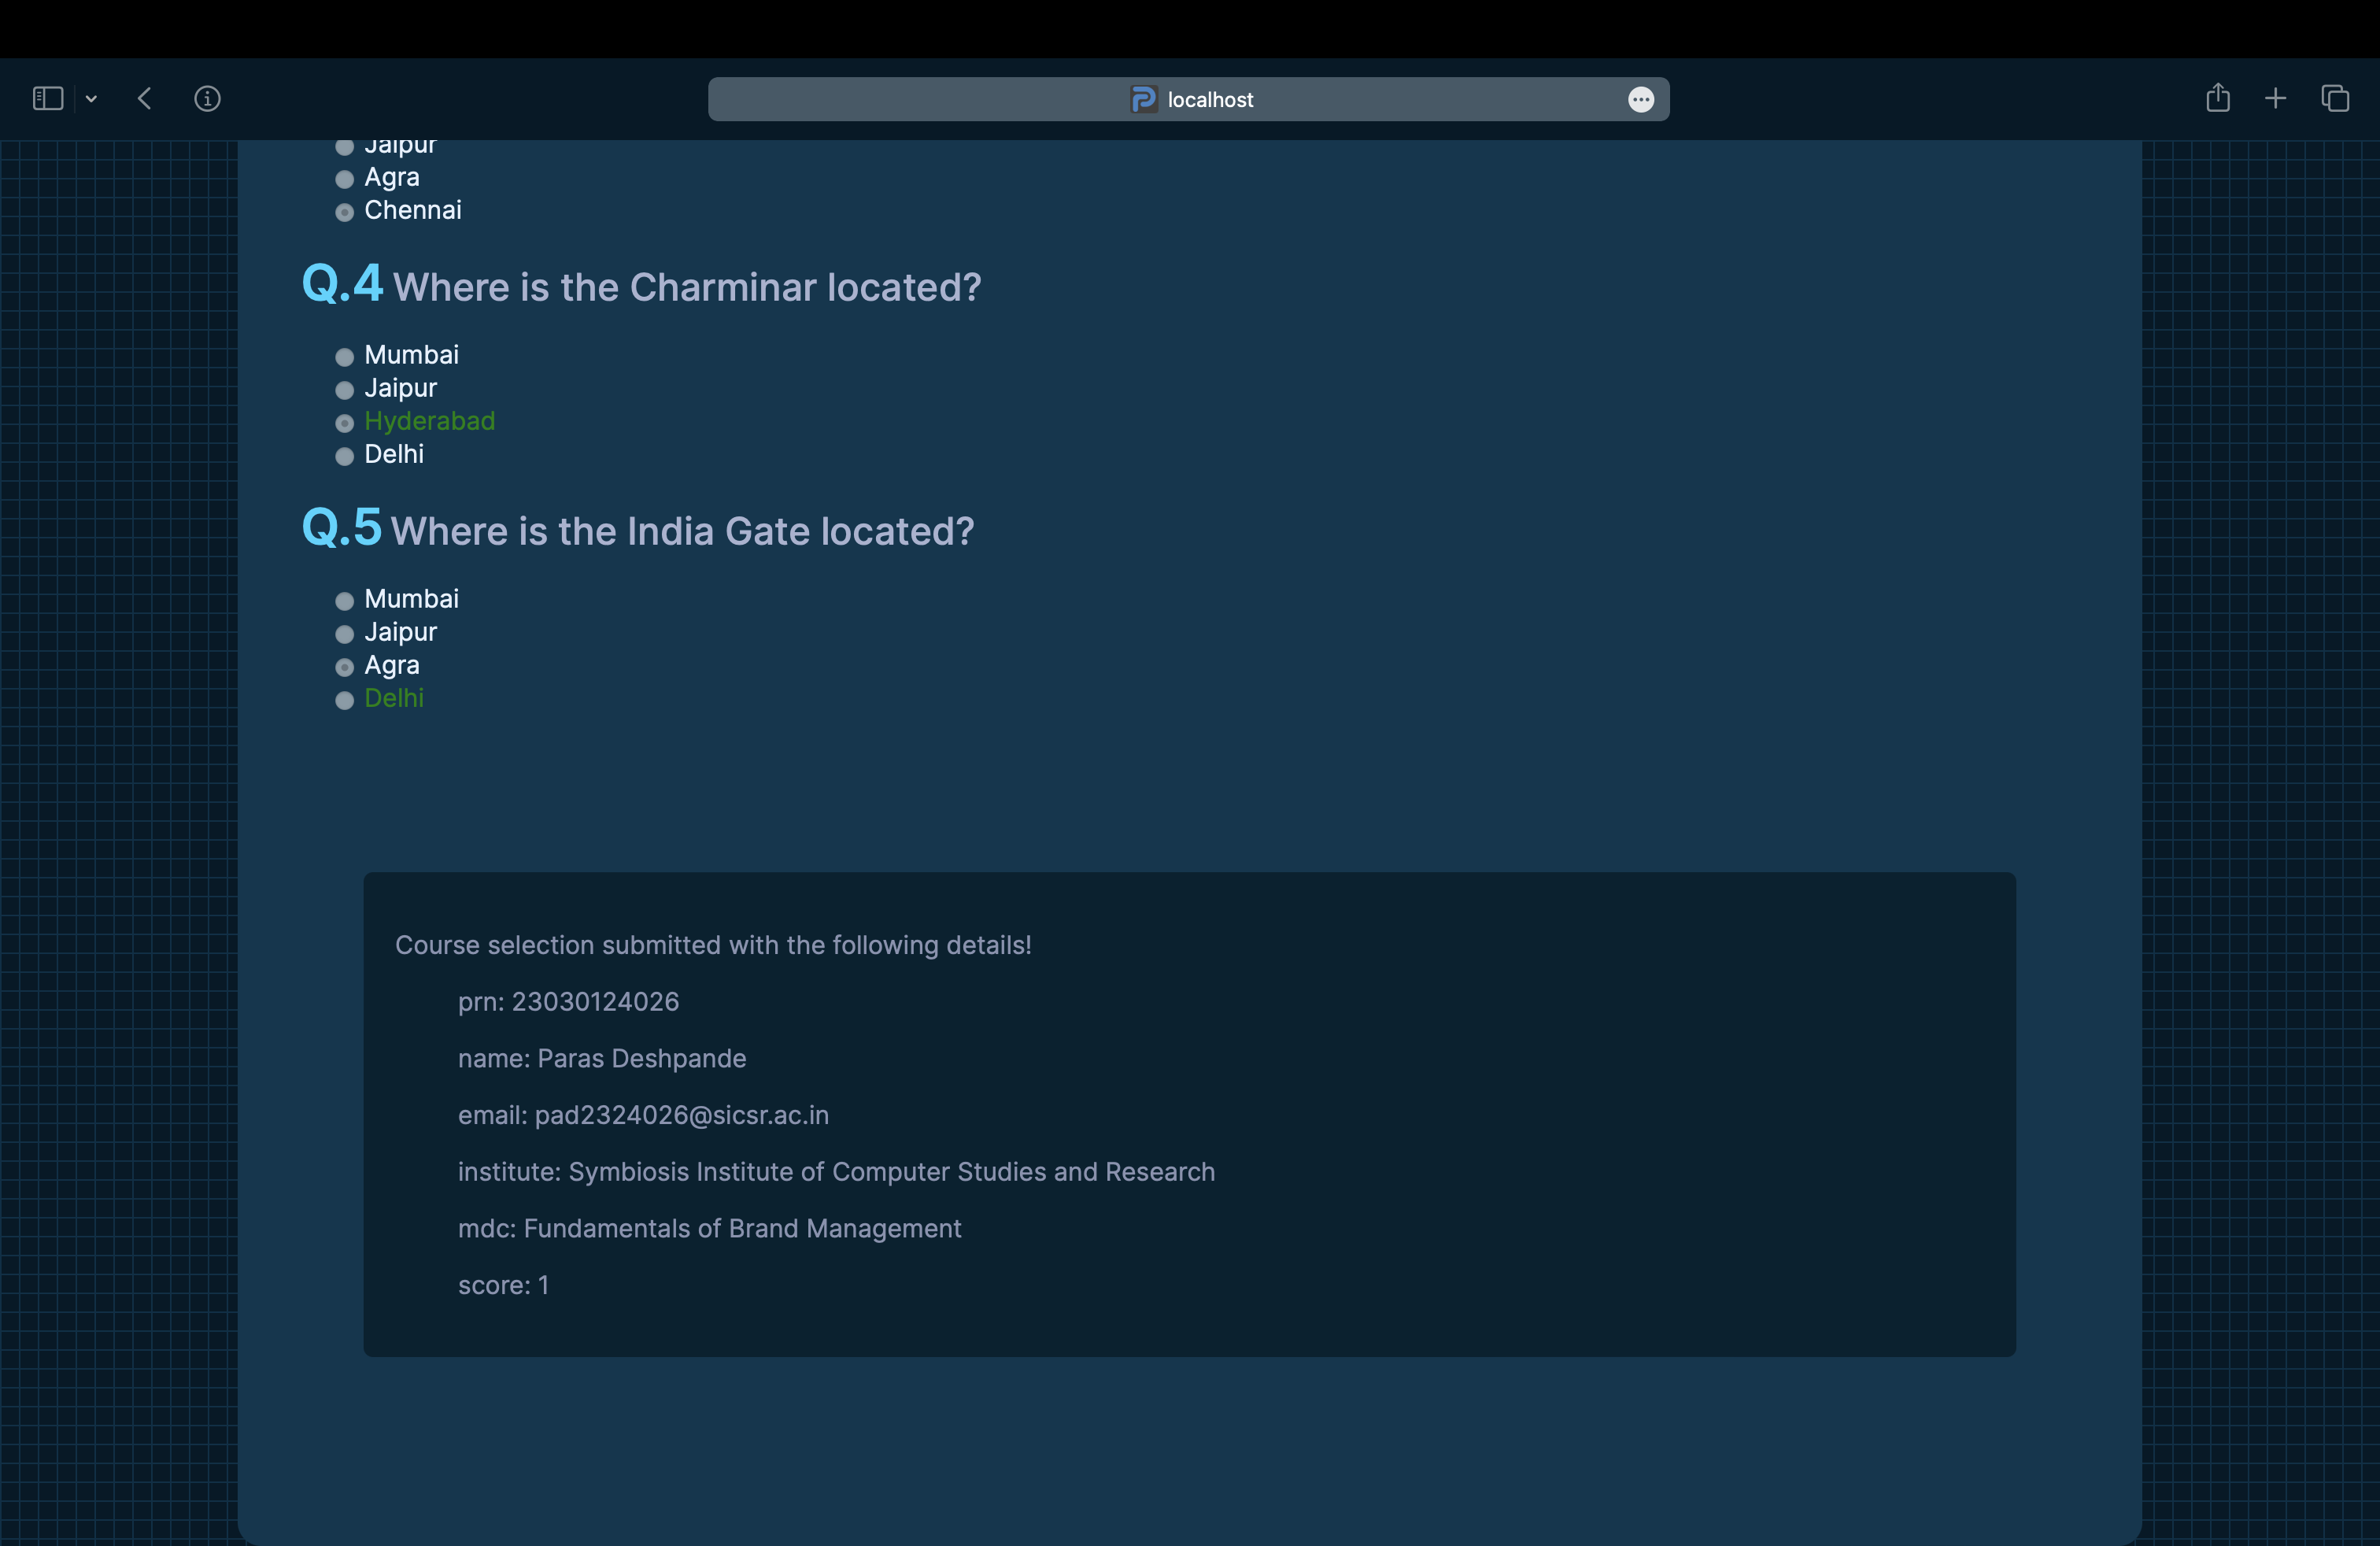 localhost
Jaipur
Agra
Chennai
Q.4 Where is the Charminar located?
Mumbai
Jaipur
Hyderabad
Delhi
Q.5 Where is the India Gate located?
Mumbai
Jaipur
Agra
Delhi
Course selection submitted with the following details!
prn: 23030124026
name: Paras Deshpande
email: pad2324026@sicsr.ac.in
institute: Symbiosis Institute of Computer Studies and Research
mdc: Fundamentals of Brand Management
score: 1